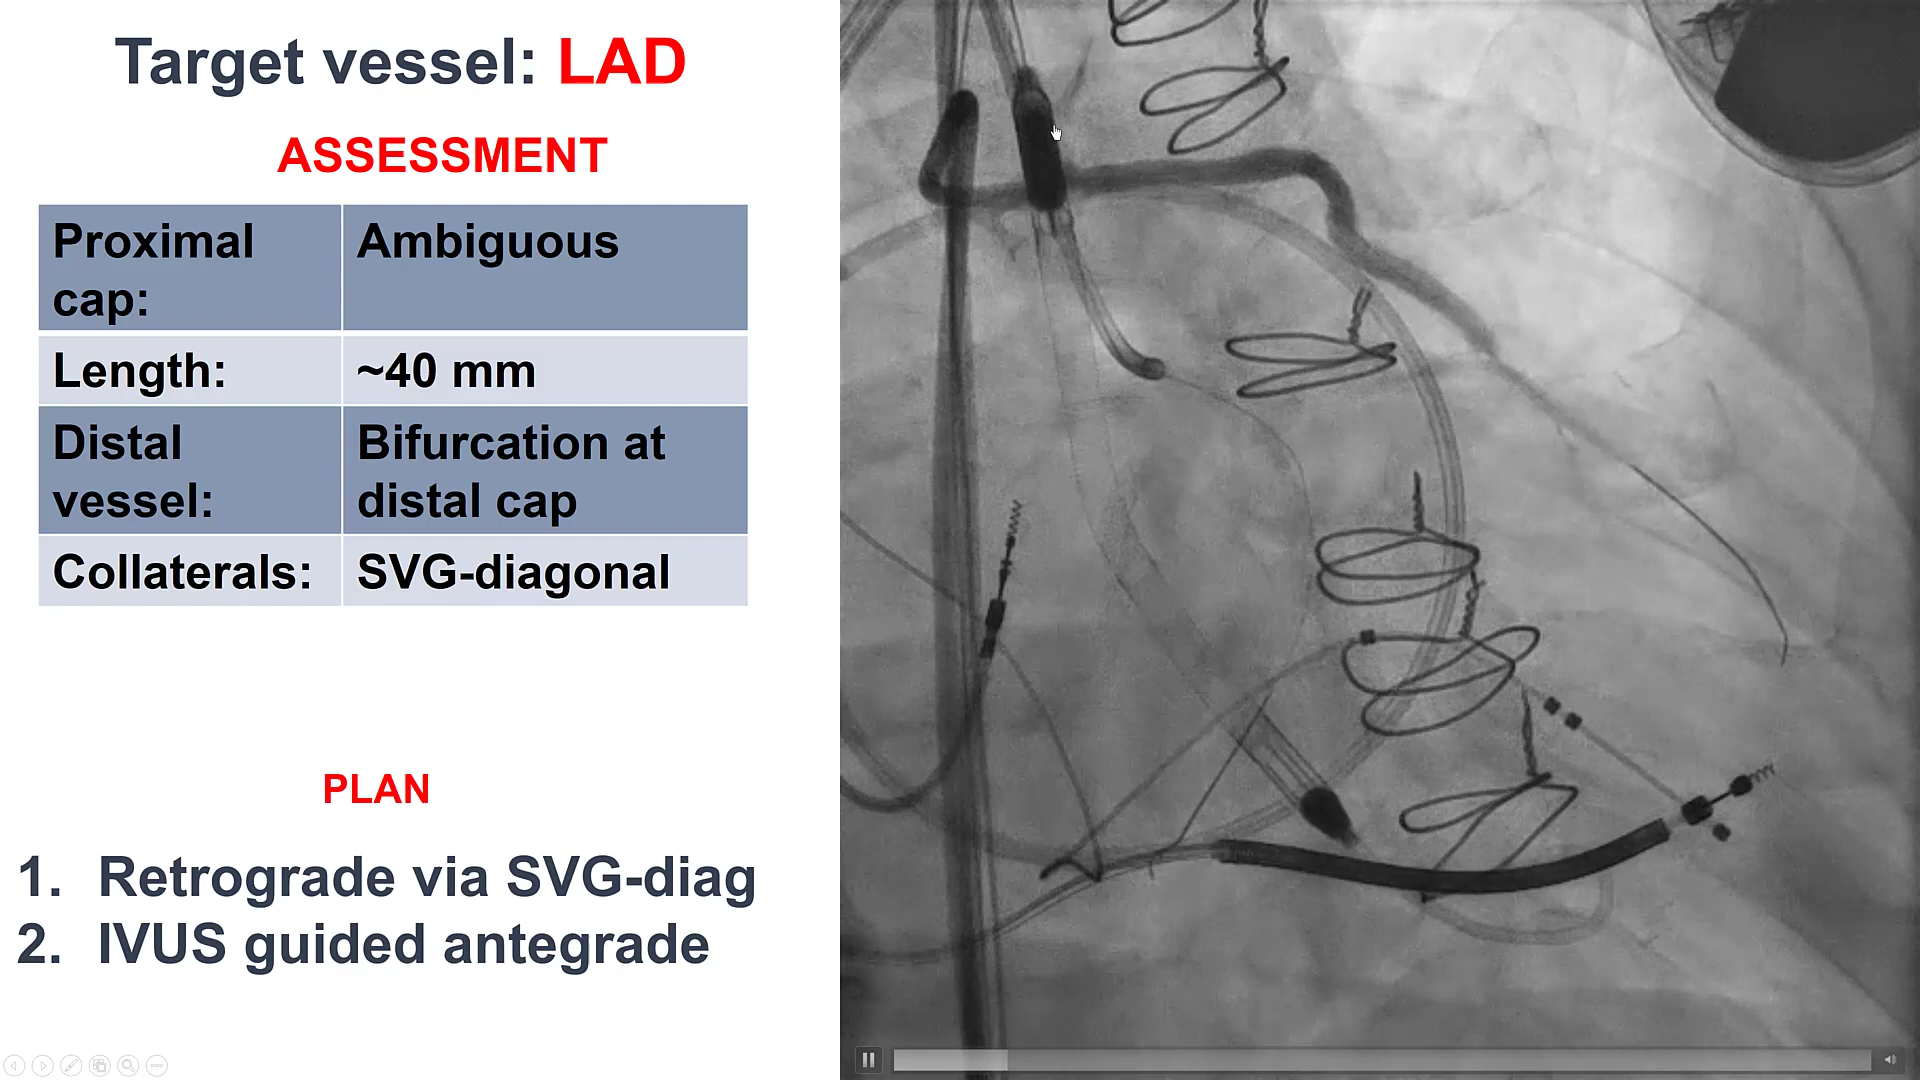 Target vessel: LAD
ASSESSMENT
Proximal
cap:
Ambiguous
Length:
~40 mm
Distal
vessel:
Bifurcation at
distal cap
Collaterals:
SVG-diagonal
PLAN
1. Retrograde via SVG-diag
2. IVUS guided antegrade